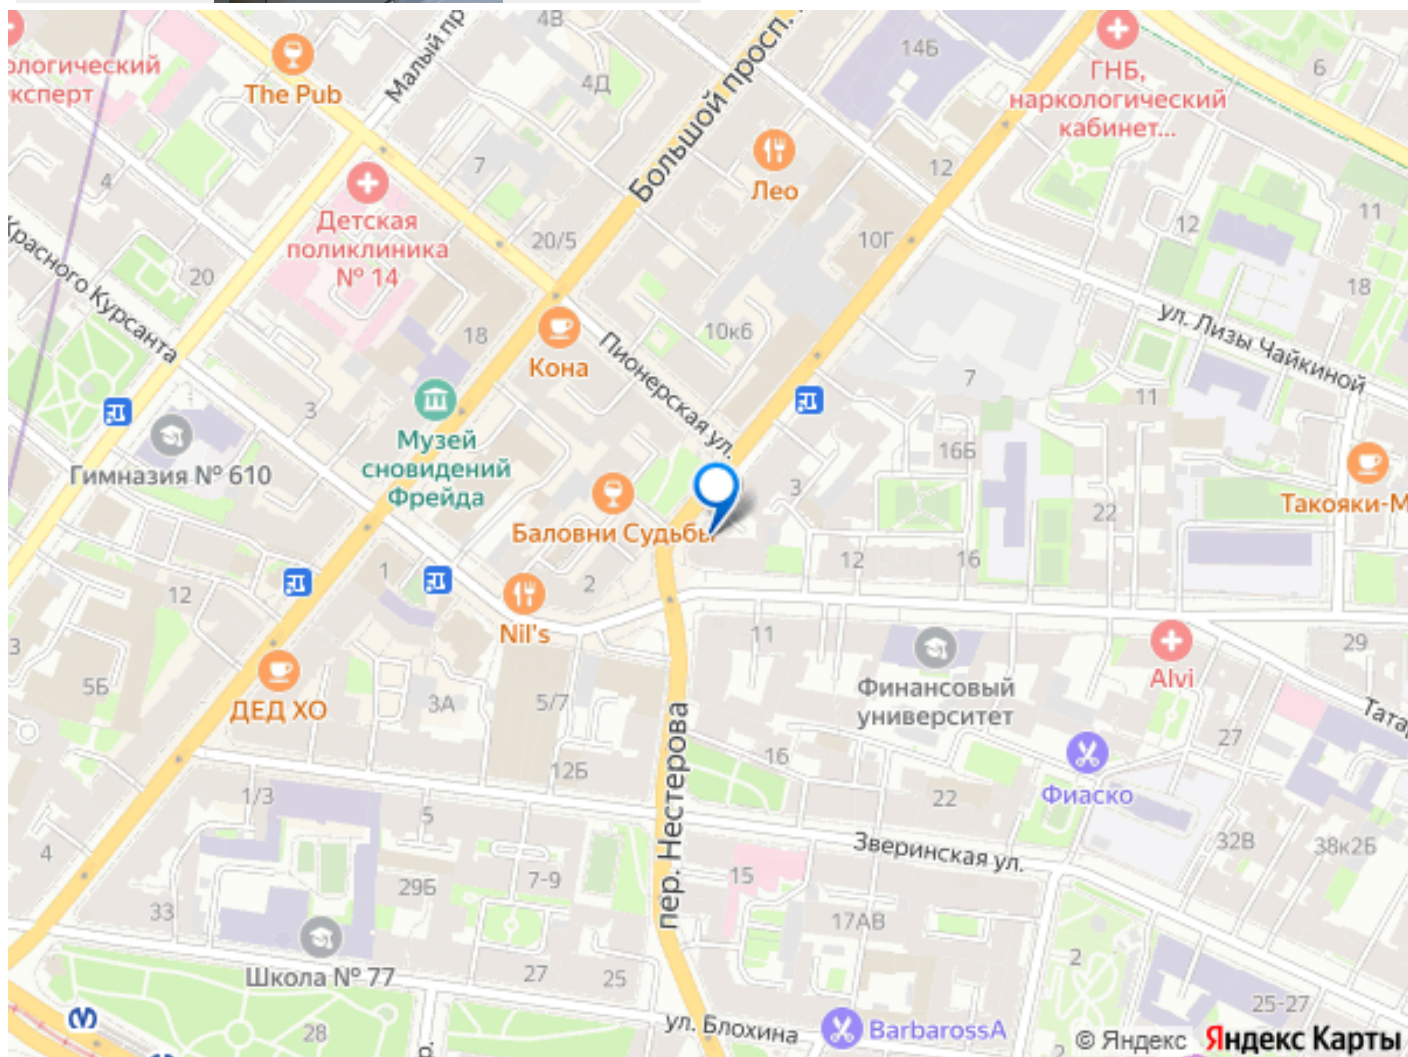 4В
Малый пр
Большой просп.
14Б
6
ологический
ксперт
The Pub
4Д
ГНБ,
наркологический
кабинет...
7
12
Лео
4
Детская
поликлиника
№ 14
20/5
10Г
12
11
Красного Курсанта
20
18
18
10к6
ул. Лизы Чайкиной
Кона
Пионерская ул.
7
11
3
Музей
сновидений
Фрейда
16Б
Гимназия № 610
3
Такояки-М
Баловни Судьбы
22
1
2
12
16
12
Nil's
11
29
3
5Б
Финансовый
университет
Alvi
ДЕД ХО
3А
5/7
Татар
27
пер. Нестерова
16
12Б
1/3
5
22
Фиаско
4
Зверинская ул.
32В
38к2Б
29Б
7-9
15
33
17АВ
Школа № 77
27
25
2
28
р.
ул. Блохина
BarbarossA
25-27
© Яндекс Яндекс Карты